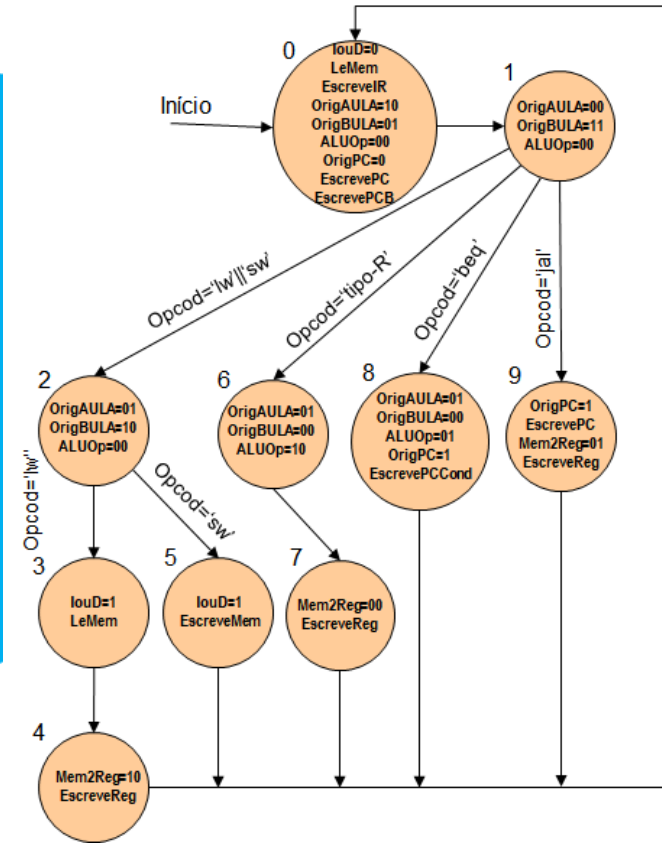 0
IouD=0
LeMem
EscreveIR
OrigAULA=10
OrigBULA=01
ALUOp=00
OrigPC=0
EscrevePC
EscrevePCB
Início
1
OrigAULA=00
OrigBULA=11
ALUOp=00
Opcod='lw'||'sw'
Opcod='tipo-R'
Opcod='beq'
Opcod='jal'
2
OrigAULA=01
OrigBULA=10
ALUOp=00
6
OrigAULA=01
OrigBULA=00
ALUOp=10
8
OrigAULA=01
OrigBULA=00
ALUOp=01
OrigPC=1
EscrevePCCond
9
OrigPC=1
EscrevePC
Mem2Reg=01
EscreveReg
Opcod='lw''
Opcod='sw'
3
IouD=1
LeMem
5
IouD=1
EscreveMem
7
Mem2Reg=00
EscreveReg
4
Mem2Reg=10
EscreveReg